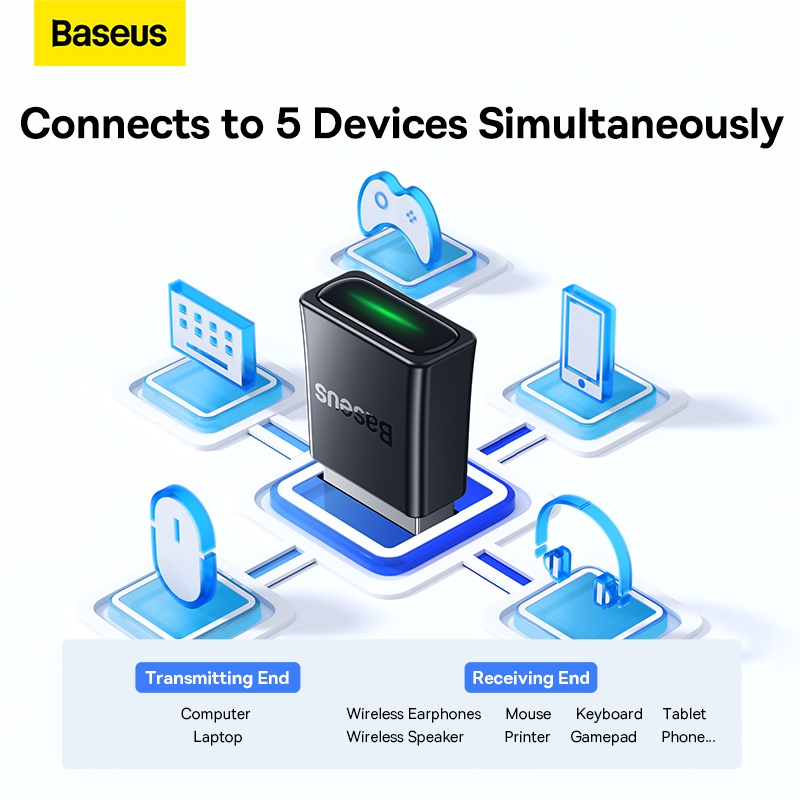 Baseus
Connects to 5 Devices Simultaneously
Baseus
Transmitting End
Receiving End
Computer
Laptop
Wireless Earphones Mouse Keyboard Tablet
Wireless Speaker Printer Gamepad Phone...